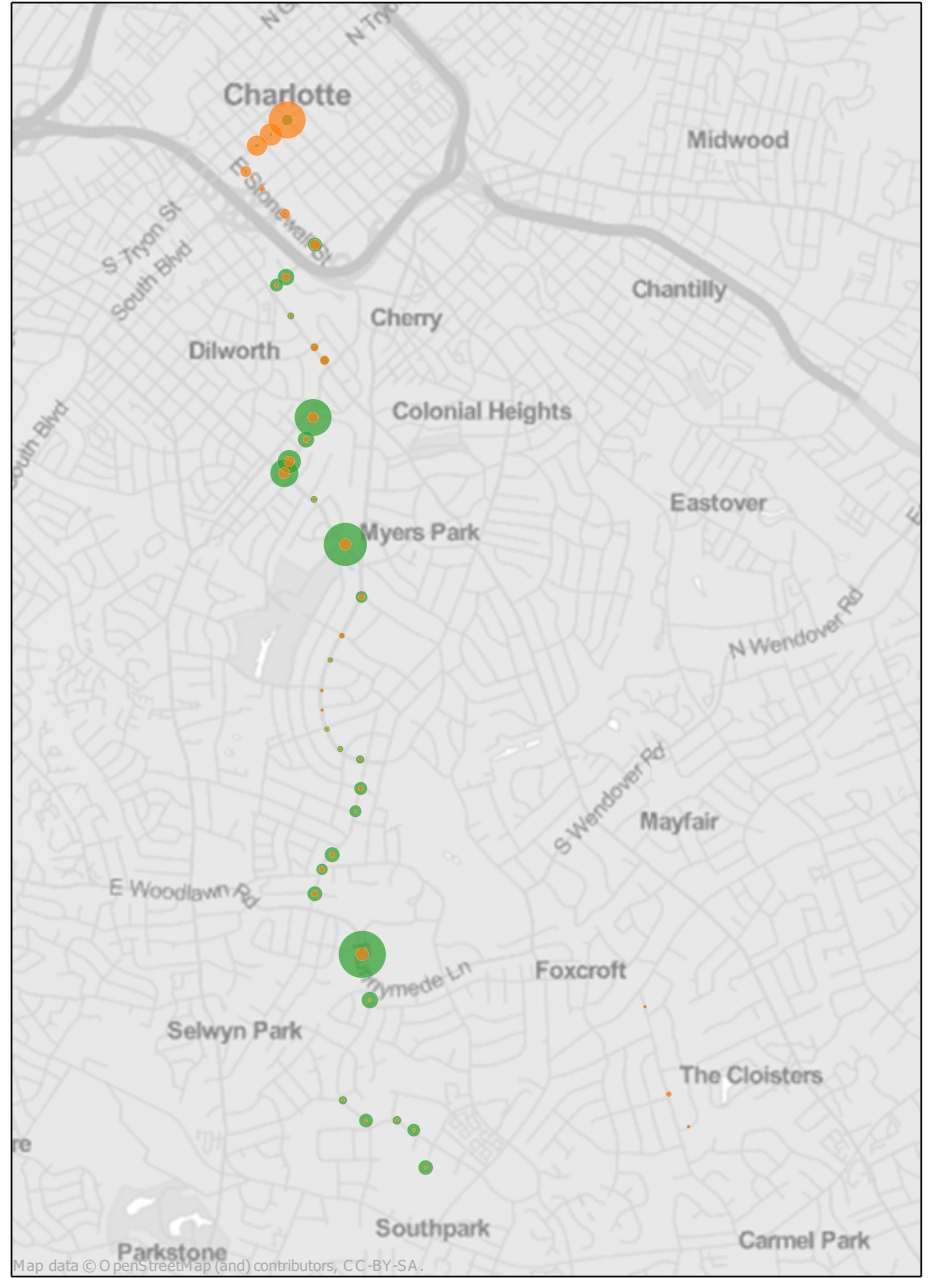 N Tryo
Charlotte
Midwood
E Stonewall St
S Tryon St
South Blvd
Chantilly
Cherry
Dilworth
Colonial Heights
South Blvd
Eastover
Myers Park
N Wendover Rd
S Wendover Rd
Mayfair
E Woodlawn Rd
Foxcroft
Selwyn Park
The Cloisters
re
Southpark
Carmel Park
Parkstone
Map data © OpenStreetMap (and) contributors, CC-BY-SA.